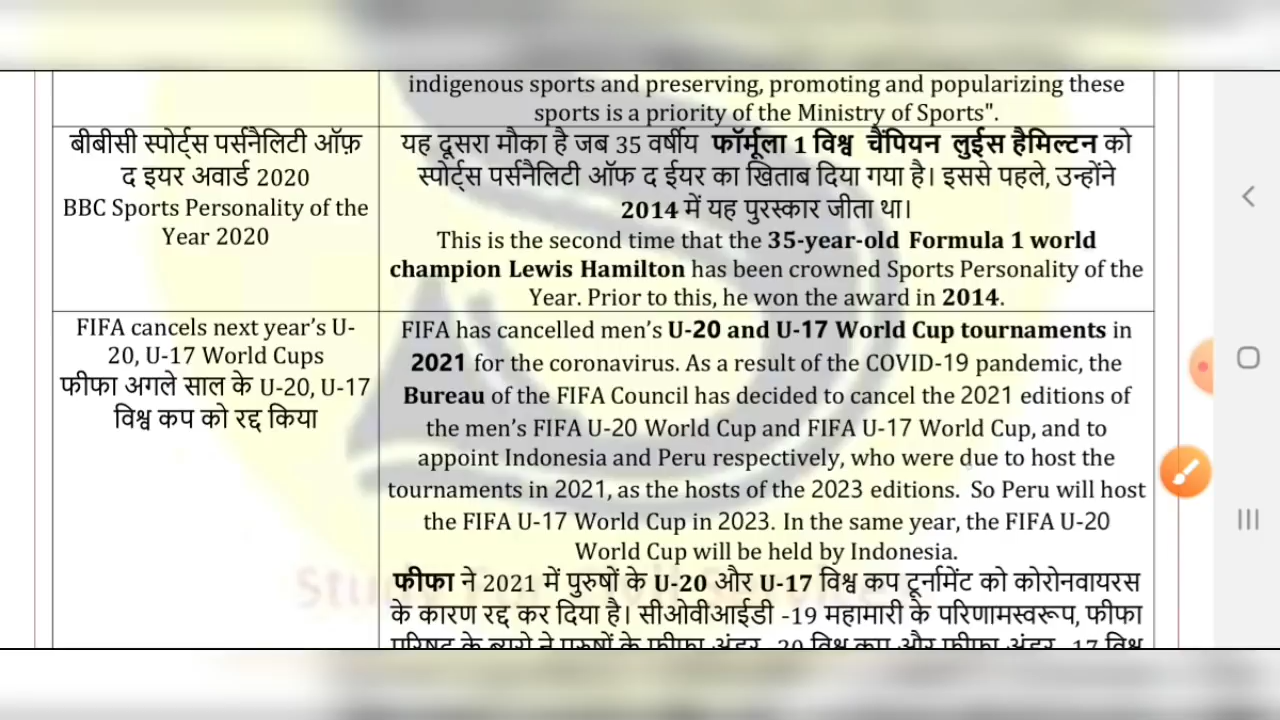 indigenous sports and preserving, promoting and popularizing these
sports is a priority of the Ministry of Sports".
बीबीसी स्पोर्ट्स पर्सनैलिटी ऑफ़
द इयर अवार्ड 2020
BBC Sports Personality of the
Year 2020
यह दूसरा मौका है जब 35 वर्षीय फॉर्मूला 1 विश्व चैंपियन लुईस हैमिल्टन को
स्पोर्ट्स पर्सनैलिटी ऑफ द ईयर का खिताब दिया गया है। इससे पहले, उन्होंने
2014 में यह पुरस्कार जीता था।
This is the second time that the 35-year-old Formula 1 world
champion Lewis Hamilton has been crowned Sports Personality of the
Year. Prior to this, he won the award in 2014.
FIFA cancels next year's U-
20, U-17 World Cups
फीफा अगले साल के U-20, U-17
विश्व कप को रद्द किया
FIFA has cancelled men's U-20 and U-17 World Cup tournaments in
2021 for the coronavirus. As a result of the COVID-19 pandemic, the
Bureau of the FIFA Council has decided to cancel the 2021 editions of
the men's FIFA U-20 World Cup and FIFA U-17 World Cup, and to
appoint Indonesia and Peru respectively, who were due to host the
tournaments in 2021, as the hosts of the 2023 editions. So Peru will host
the FIFA U-17 World Cup in 2023. In the same year, the FIFA U-20
World Cup will be held by Indonesia.
फीफा ने 2021 में पुरुषों के U-20 और U-17 विश्व कप टूर्नामेंट को कोरोनवायरस
के कारण रद्द कर दिया है। सीओवीआईडी -19 महामारी के परिणामस्वरूप, फीफा
परिषद के ब्यूरो ने पुरुषों के फीफा अंडर -20 विश्व कप और फीफा अंडर -17 विश्व